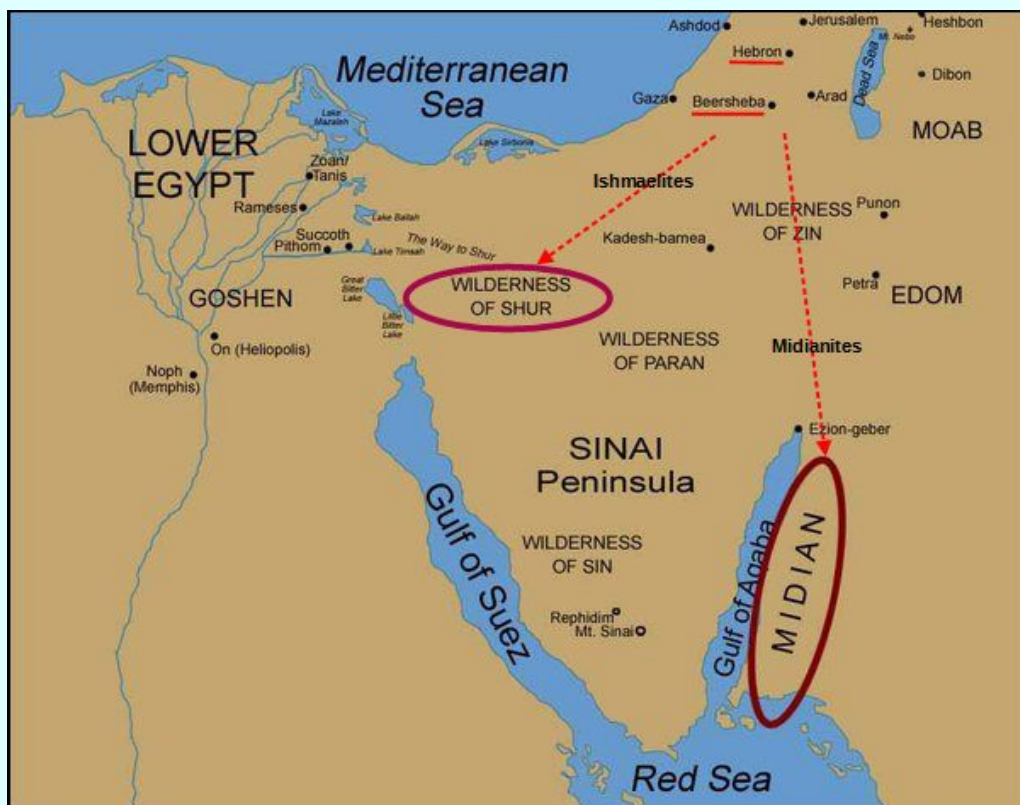 Ashdod
Jerusalem
Heshbon
Mt. Nebo
Hebron
Mediterranean
Sea
Dead Sea
Dibon
Gaza
Beersheba
Arad
MOAB
Lake
Manzaleh
LOWER
EGYPT
Lake Sirbonis
Zoan/
Tanis
Ishmaelites
Rameses
Lake Ballah
WILDERNESS
OF ZIN
Punon
Succoth
Pithom
Lake Timsah
The Way to Shur
Kadesh-barnea
Great
Bitter
Lake
WILDERNESS
OF SHUR
Petra
EDOM
GOSHEN
Little
Bitter
Lake
On (Heliopolis)
WILDERNESS
OF PARAN
Midianites
Noph
(Memphis)
Ezion-geber
SINAI
Peninsula
Gulf of Suez
WILDERNESS
OF SIN
Gulf of Aqaba
MIDIAN
Rephidim
Mt. Sinai
Red Sea